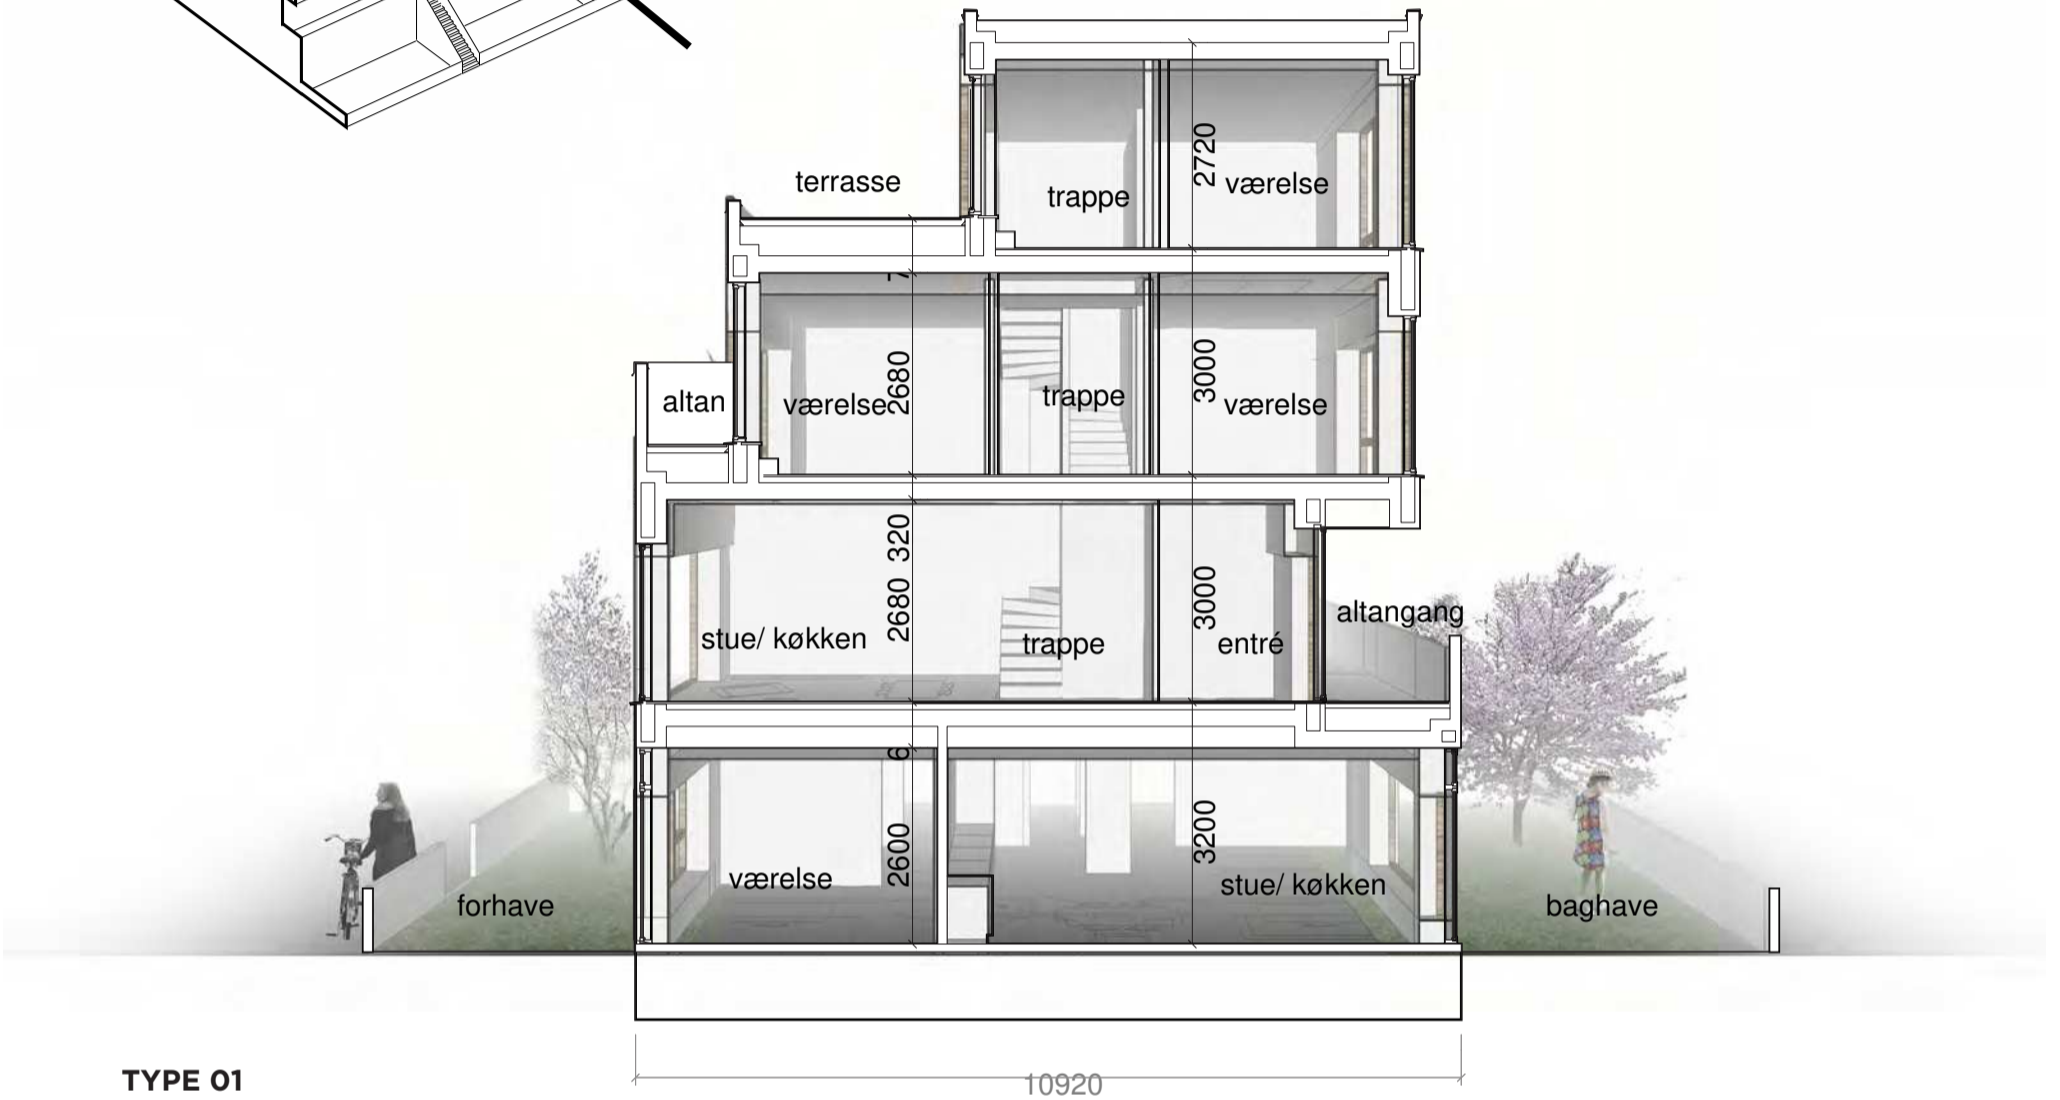 terrasse
trappe
2720
værelse
altan
værelse
2680
trappe
3000
værelse
320
stue/ køkken
2680
trappe
3000
entré
altangang
værelse
2600
3200
stue/ køkken
forhave
baghave
TYPE 01
10920